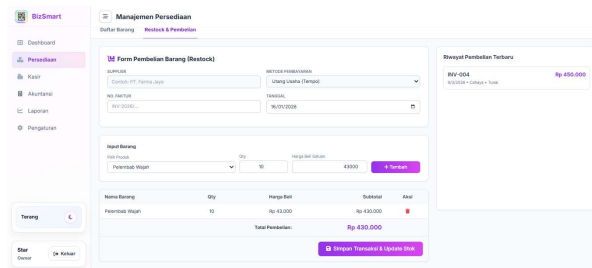 BizSmart
Dashboard
Persediaan
Kasir
Akuntansi
Laporan
Pengaturan
Terang
Star
Owner
Keluar
Manajemen Persediaan
Daftar Barang
Restock & Pembelian
Form Pembelian Barang (Restock)
SUPPLIER
Contoh: PT. Farma Jaya
METODE PEMBAYARAN
Utang Usaha (Tempo)
NO. FAKTUR
INV-2026/...
TANGGAL
16/01/2026
Input Barang
Pilih Produk
Pelembab Wajah
Qty
10
Harga Beli Satuan
43000
+ Tambah
Nama Barang Qty Harga Beli Subtotal Aksi
Pelembab Wajah 10 Rp 43.000 Rp 430.000
Total Pembelian: Rp 430.000
Simpan Transaksi & Update Stok
Riwayat Pembelian Terbaru
INV-004 Rp 450.000
• Cahaya • Tunai